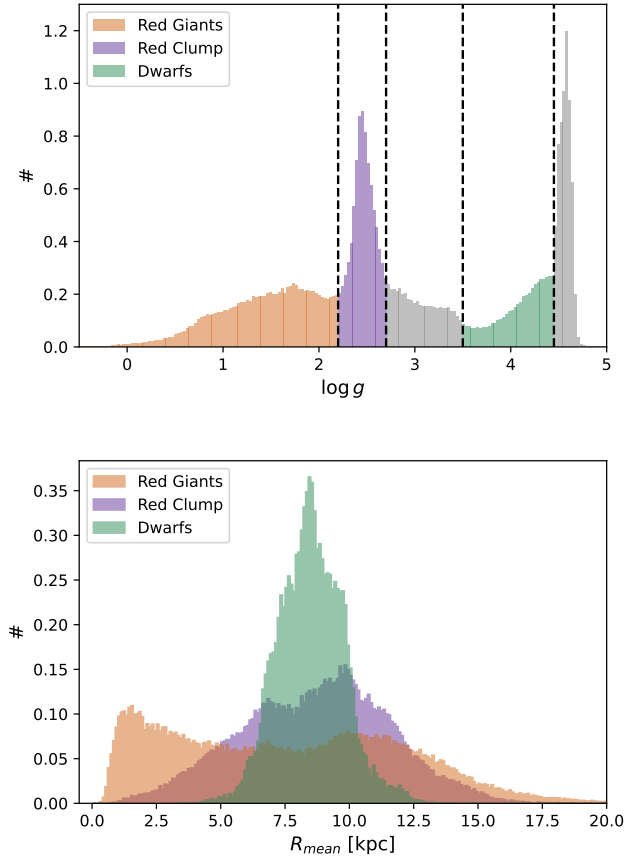 Red Giants
Red Clump
Dwarfs
#
1.2
1.0
0.8
0.6
0.4
0.2
0.0
0 1 2 3 4 5
log g
Red Giants
Red Clump
Dwarfs
#
0.35
0.30
0.25
0.20
0.15
0.10
0.05
0.00
0.0 2.5 5.0 7.5 10.0 12.5 15.0 17.5 20.0
R_mean [kpc]